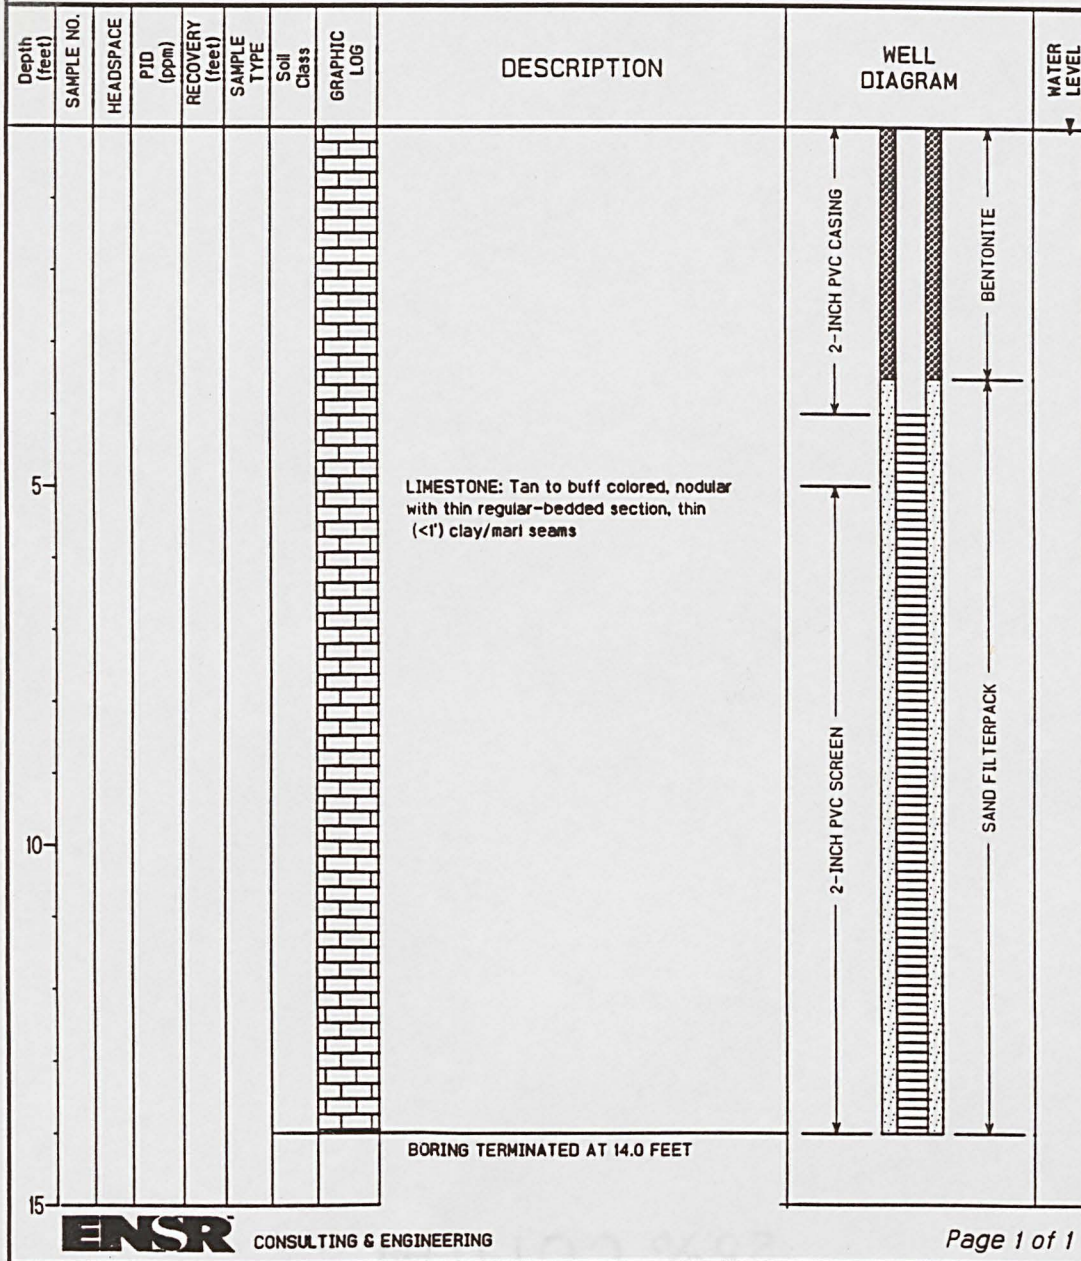 Depth
(feet)
SAMPLE NO.
HEADSPACE
PID
(ppm)
RECOVERY
(feet)
SAMPLE
TYPE
Soil
Class
GRAPHIC
LOG
DESCRIPTION
WELL
DIAGRAM
WATER
LEVEL
2-INCH PVC CASING
BENTONITE
5
LIMESTONE: Tan to buff colored, nodular
with thin regular-bedded section, thin
(<1') clay/marl seams
2-INCH PVC SCREEN
SAND FILTERPACK
10
BORING TERMINATED AT 14.0 FEET
15
ENSR CONSULTING & ENGINEERING
Page 1 of 1